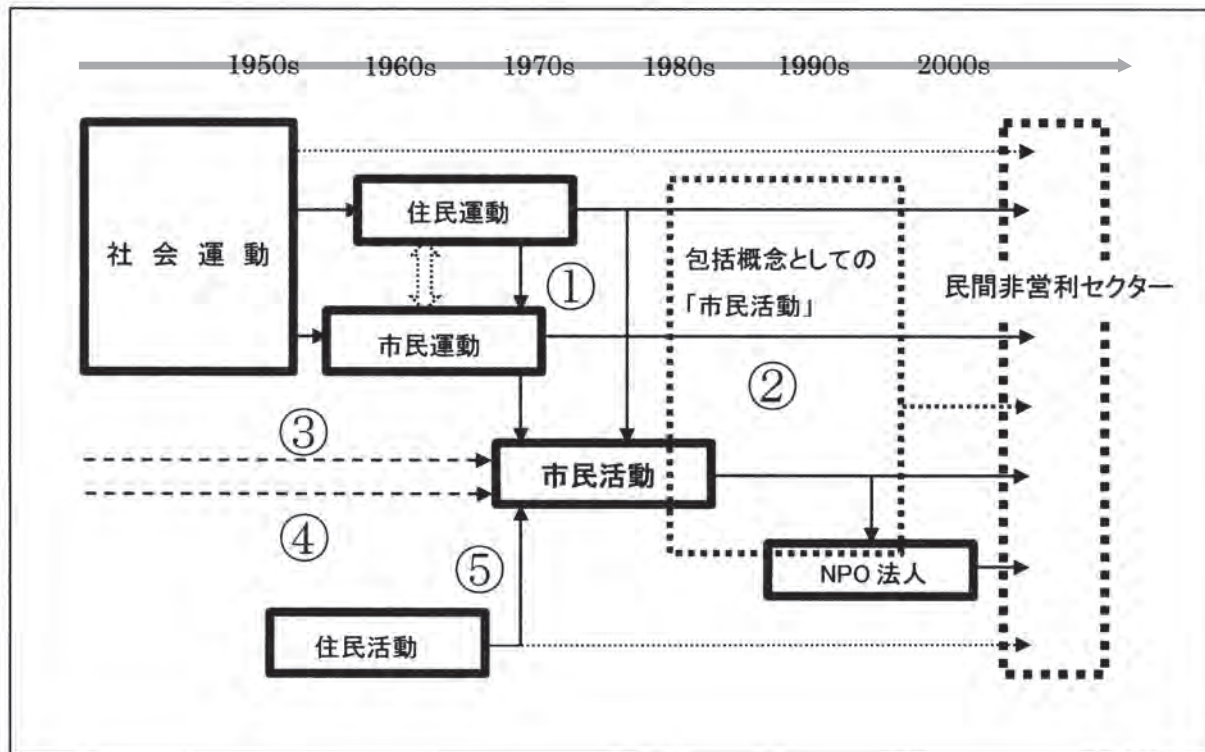 1950s 1960s 1970s 1980s 1990s 2000s
住民運動
社会運動
包括概念としての
「市民活動」
①
民間非営利セクター
市民運動
②
③
市民活動
④
⑤
NPO 法人
住民活動